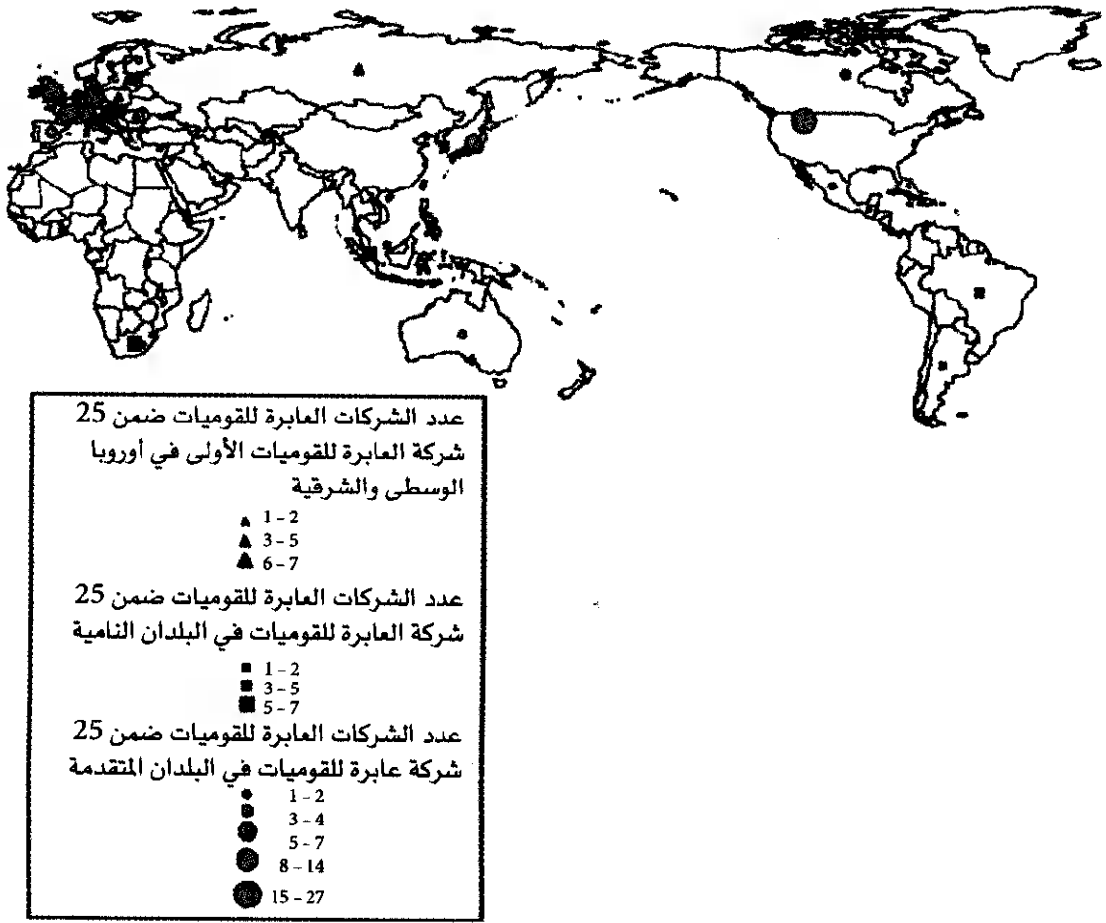 عدد الشركات العابرة للقوميات ضمن 25
شركة العابرة للقوميات الأولى في أوروبا
الوسطى والشرقية
1 – 2
3 – 5
6 – 7
عدد الشركات العابرة للقوميات ضمن 25
شركة العابرة للقوميات في البلدان النامية
1 – 2
3 – 5
5 – 7
عدد الشركات العابرة للقوميات ضمن 25
شركة عابرة للقوميات في البلدان المتقدمة
1 – 2
3 – 4
5 – 7
8 – 14
15 – 27